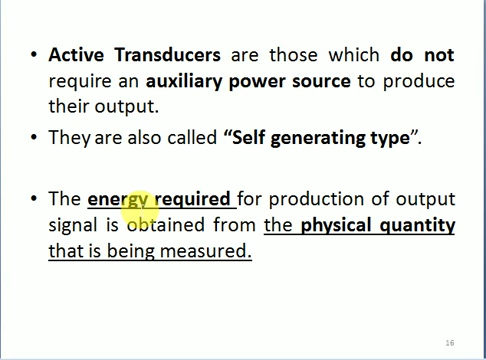 • Active Transducers are those which do not
require an auxiliary power source to produce
their output.
• They are also called “Self generating type”.
• The energy required for production of output
signal is obtained from the physical quantity
that is being measured.
16